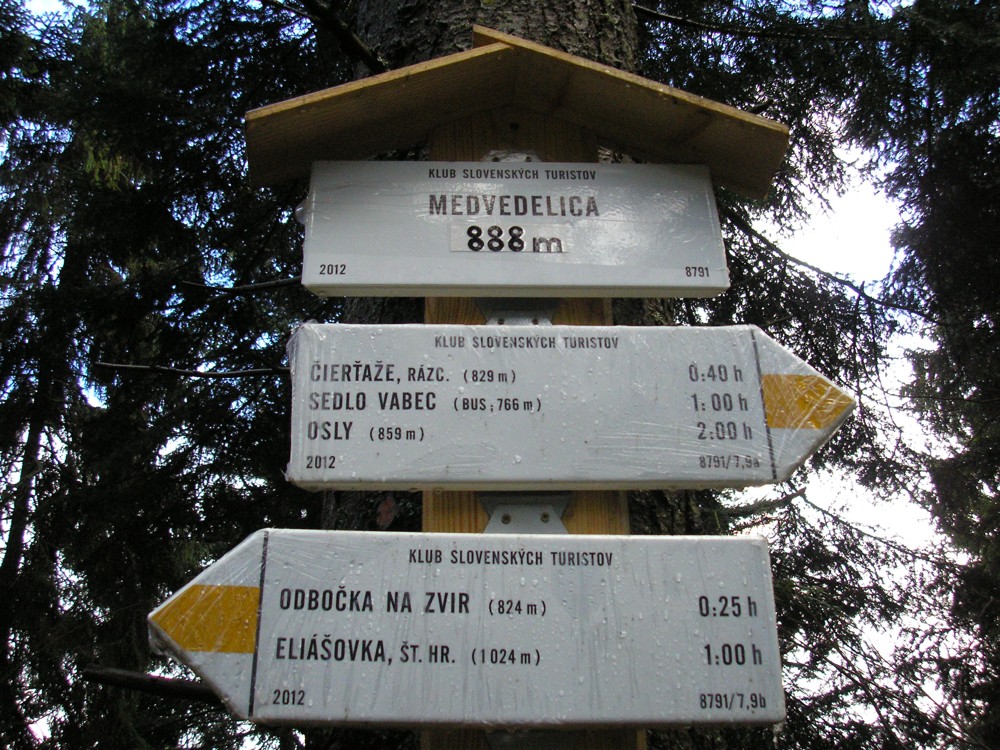 KLUB SLOVENSKÝCH TURISTOV
MEDVEDELICA
888 m
2012 8791
KLUB SLOVENSKÝCH TURISTOV
ČIERŤAŽE, RÁZC. (829 m) 0:40 h
SEDLO VABEC (BUS; 766 m) 1:00 h
OSLY (859 m) 2:00 h
2012 8791/7,9a
KLUB SLOVENSKÝCH TURISTOV
ODBOČKA NA ZVIR (824 m) 0:25 h
ELIÁŠOVKA, ŠT. HR. (1024 m) 1:00 h
2012 8791/7,9b